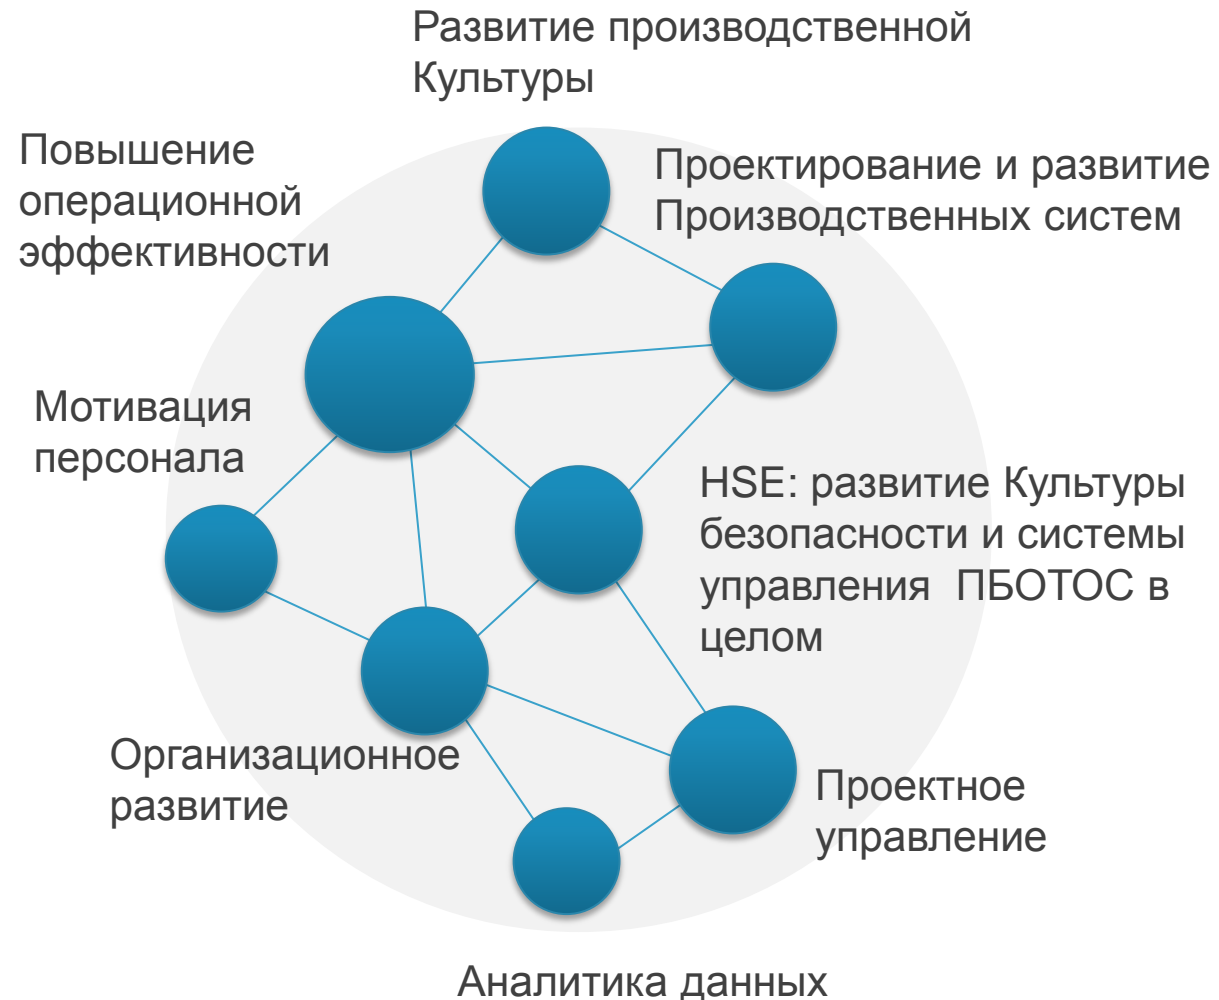 Развитие производственной
Культуры
Повышение
операционной
эффективности
Проектирование и развитие
Производственных систем
Мотивация
персонала
HSE: развитие Культуры
безопасности и системы
управления  ПБОТОС в
целом
Организационное
развитие
Проектное
управление
Аналитика данных